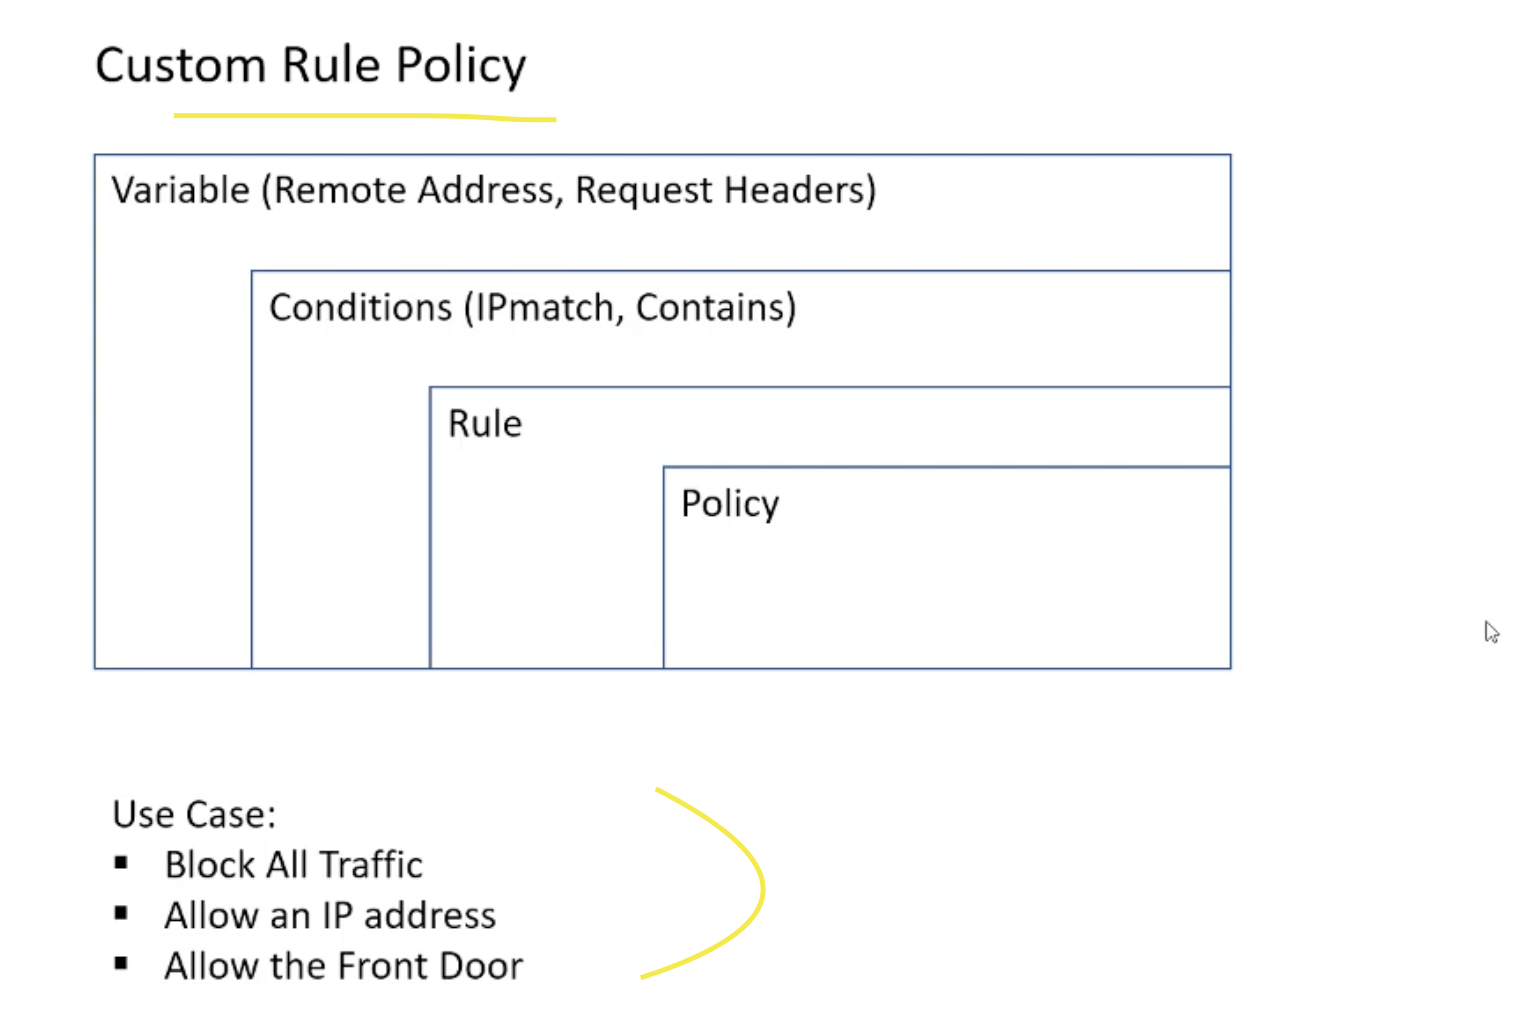 Custom Rule Policy
Variable (Remote Address, Request Headers)
Conditions (IPmatch, Contains)
Rule
Policy
Use Case:
▪ Block All Traffic
▪ Allow an IP address
▪ Allow the Front Door